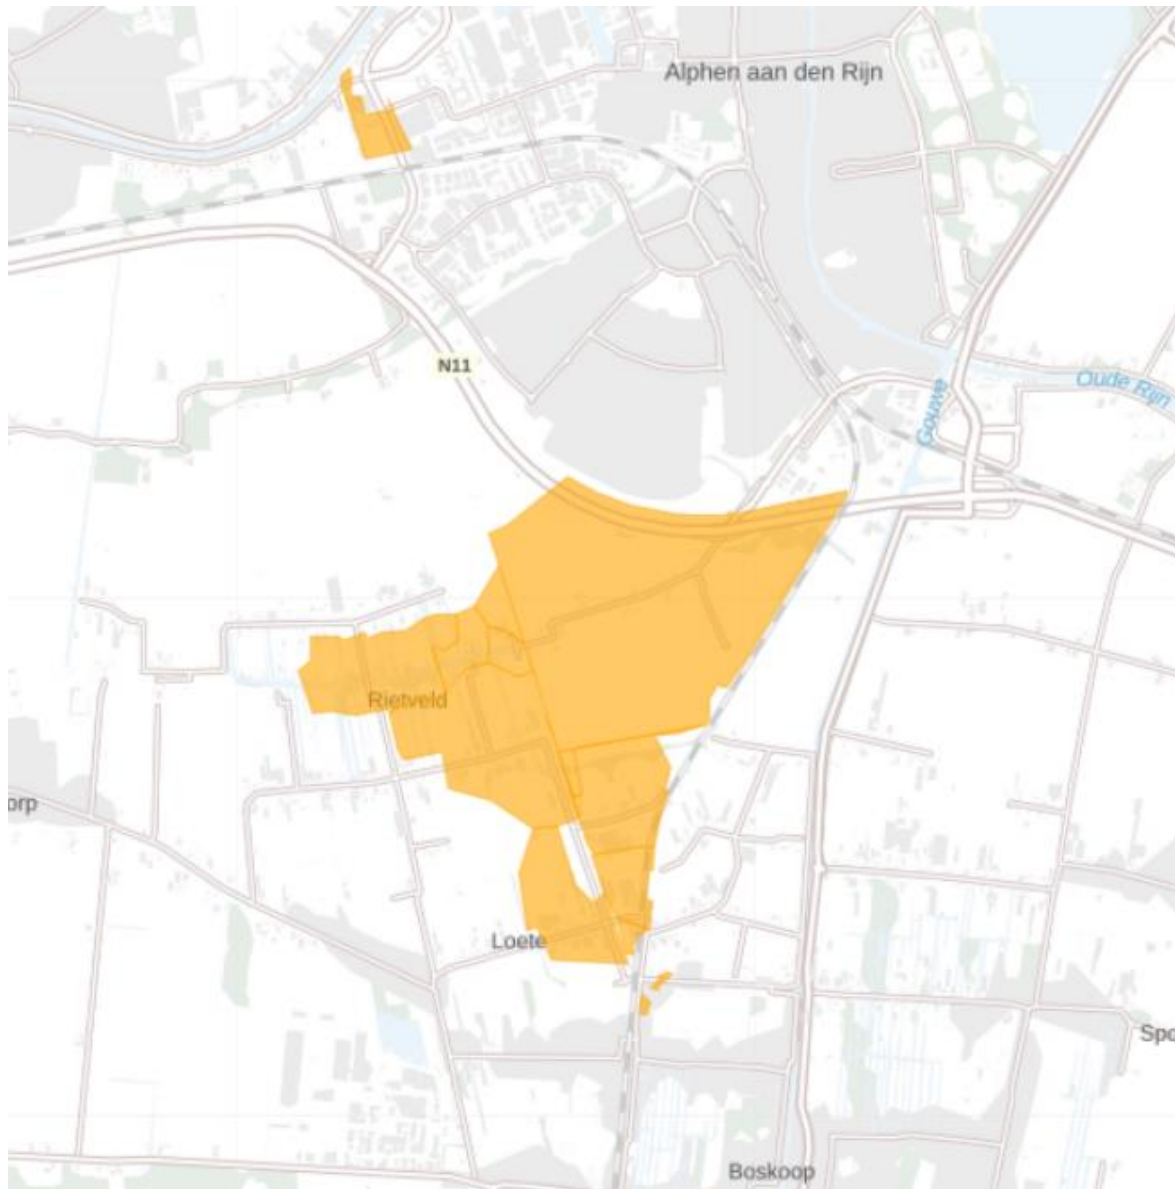 Alphen aan den Rijn
N11
Oude Rijn
Gouwe
Rietveld
orp
Loete
Spo
Boskoop